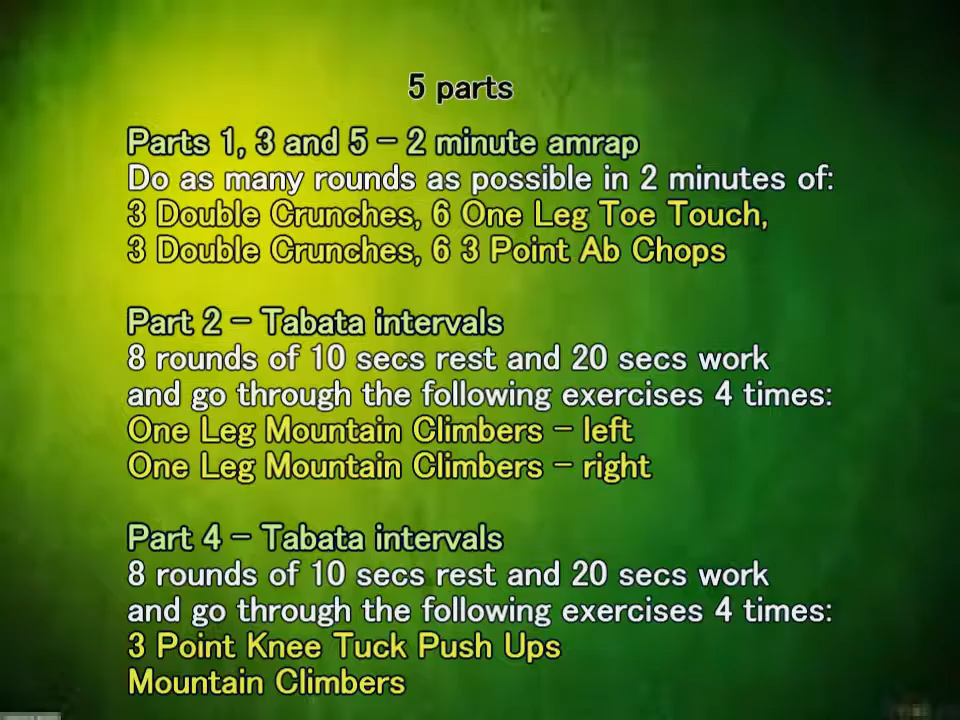 5 parts
Parts 1, 3 and 5 – 2 minute amrap
Do as many rounds as possible in 2 minutes of:
3 Double Crunches, 6 One Leg Toe Touch,
3 Double Crunches, 6 3 Point Ab Chops
Part 2 – Tabata intervals
8 rounds of 10 secs rest and 20 secs work
and go through the following exercises 4 times:
One Leg Mountain Climbers – left
One Leg Mountain Climbers – right
Part 4 – Tabata intervals
8 rounds of 10 secs rest and 20 secs work
and go through the following exercises 4 times:
3 Point Knee Tuck Push Ups
Mountain Climbers